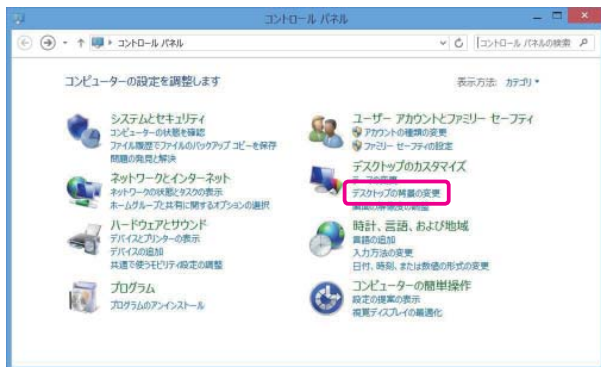 コントロール パネル
コントロール パネル
コントロール パネルの検索
コンピューターの設定を調整します
表示方法: カテゴリ
システムとセキュリティ
コンピューターの状態を確認
ファイル履歴でファイルのバックアップ コピーを保存
問題の発見と解決
ネットワークとインターネット
ネットワークの状態とタスクの表示
ホームグループと共有に関するオプションの選択
ハードウェアとサウンド
デバイスとプリンターの表示
デバイスの追加
共通で使うモビリティ設定の調整
プログラム
プログラムのアンインストール
ユーザー アカウントとファミリー セーフティ
アカウントの種類の変更
ファミリー セーフティの設定
デスクトップのカスタマイズ
テーマの変更
デスクトップの背景の変更
画面の解像度の調整
時計、言語、および地域
言語の追加
入力方法の変更
日付、時刻、または数値の形式の変更
コンピューターの簡単操作
設定の提案の表示
視覚ディスプレイの最適化